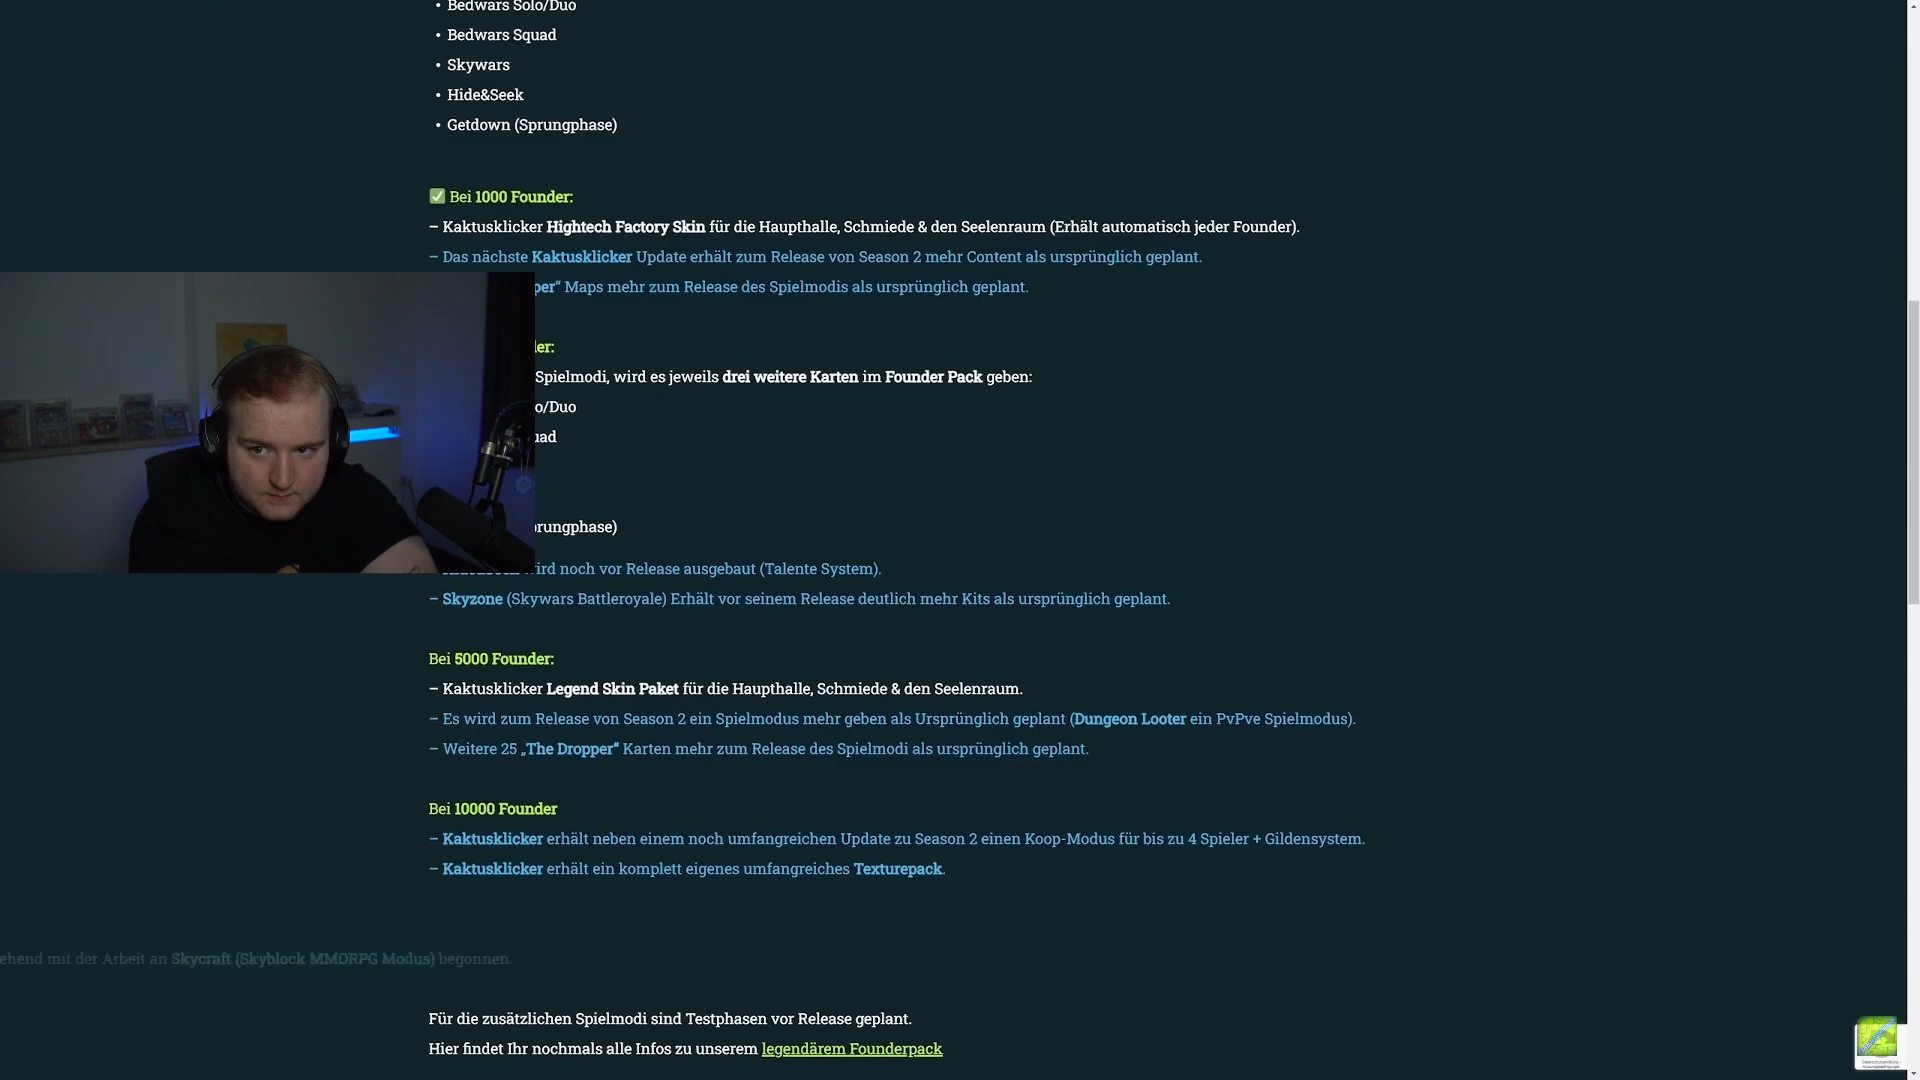 • Bedwars Solo/Duo
• Bedwars Squad
• Skywars
• Hide&Seek
• Getdown (Sprungphase)
✅ Bei 1000 Founder:
– Kaktusklicker Hightech Factory Skin für die Haupthalle, Schmiede & den Seelenraum (Erhält automatisch jeder Founder).
– Das nächste Kaktusklicker Update erhält zum Release von Season 2 mehr Content als ursprünglich geplant.
per“ Maps mehr zum Release des Spielmodis als ursprünglich geplant.
er:
Spielmodi, wird es jeweils drei weitere Karten im Founder Pack geben:
o/Duo
uad
prungphase)
ird noch vor Release ausgebaut (Talente System).
– Skyzone (Skywars Battleroyale) Erhält vor seinem Release deutlich mehr Kits als ursprünglich geplant.
Bei 5000 Founder:
– Kaktusklicker Legend Skin Paket für die Haupthalle, Schmiede & den Seelenraum.
– Es wird zum Release von Season 2 ein Spielmodus mehr geben als Ursprünglich geplant (Dungeon Looter ein PvPve Spielmodus).
– Weitere 25 „The Dropper“ Karten mehr zum Release des Spielmodi als ursprünglich geplant.
Bei 10000 Founder
– Kaktusklicker erhält neben einem noch umfangreichen Update zu Season 2 einen Koop-Modus für bis zu 4 Spieler + Gildensystem.
– Kaktusklicker erhält ein komplett eigenes umfangreiches Texturepack.
ehend mit der Arbeit an Skycraft (Skyblock MMORPG Modus) begonnen.
Für die zusätzlichen Spielmodi sind Testphasen vor Release geplant.
Hier findet Ihr nochmals alle Infos zu unserem legendärem Founderpack